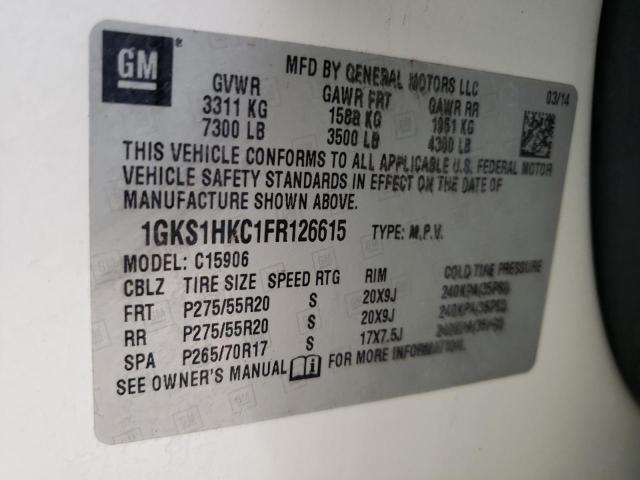 GM
MFD BY GENERAL MOTORS LLC
03/14
GVWR GAWR FRT GAWR RR
3311 KG 1588 KG 1951 KG
7300 LB 3500 LB 4300 LB
THIS VEHICLE CONFORMS TO ALL APPLICABLE U.S. FEDERAL MOTOR
VEHICLE SAFETY STANDARDS IN EFFECT ON THE DATE OF
MANUFACTURE SHOWN ABOVE.
1GKS1HKC1FR126615 TYPE: M.P.V.
MODEL: C15906
CBLZ TIRE SIZE SPEED RTG RIM COLD TIRE PRESSURE
FRT P275/55R20 S 20X9J 240KPA(35PSI)
RR P275/55R20 S 20X9J 240KPA(35PSI)
SPA P265/70R17 S 17X7.5J
SEE OWNER'S MANUAL FOR MORE INFORMATION.